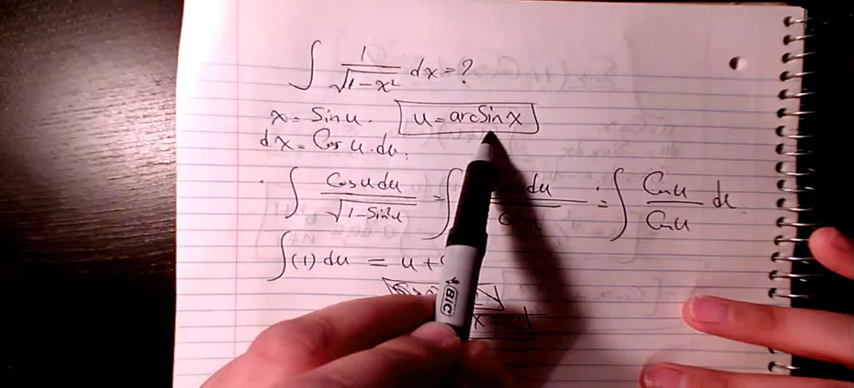 ∫ 1/√(1-x²) dx = ?
x = Sin u. u = arcSin x
dx = Cos u.du.
∫ Cos u du/√(1-Sin²u) = ∫ du = ∫ Cos u/Cos u du
∫(1) du = u +
BIC
x +